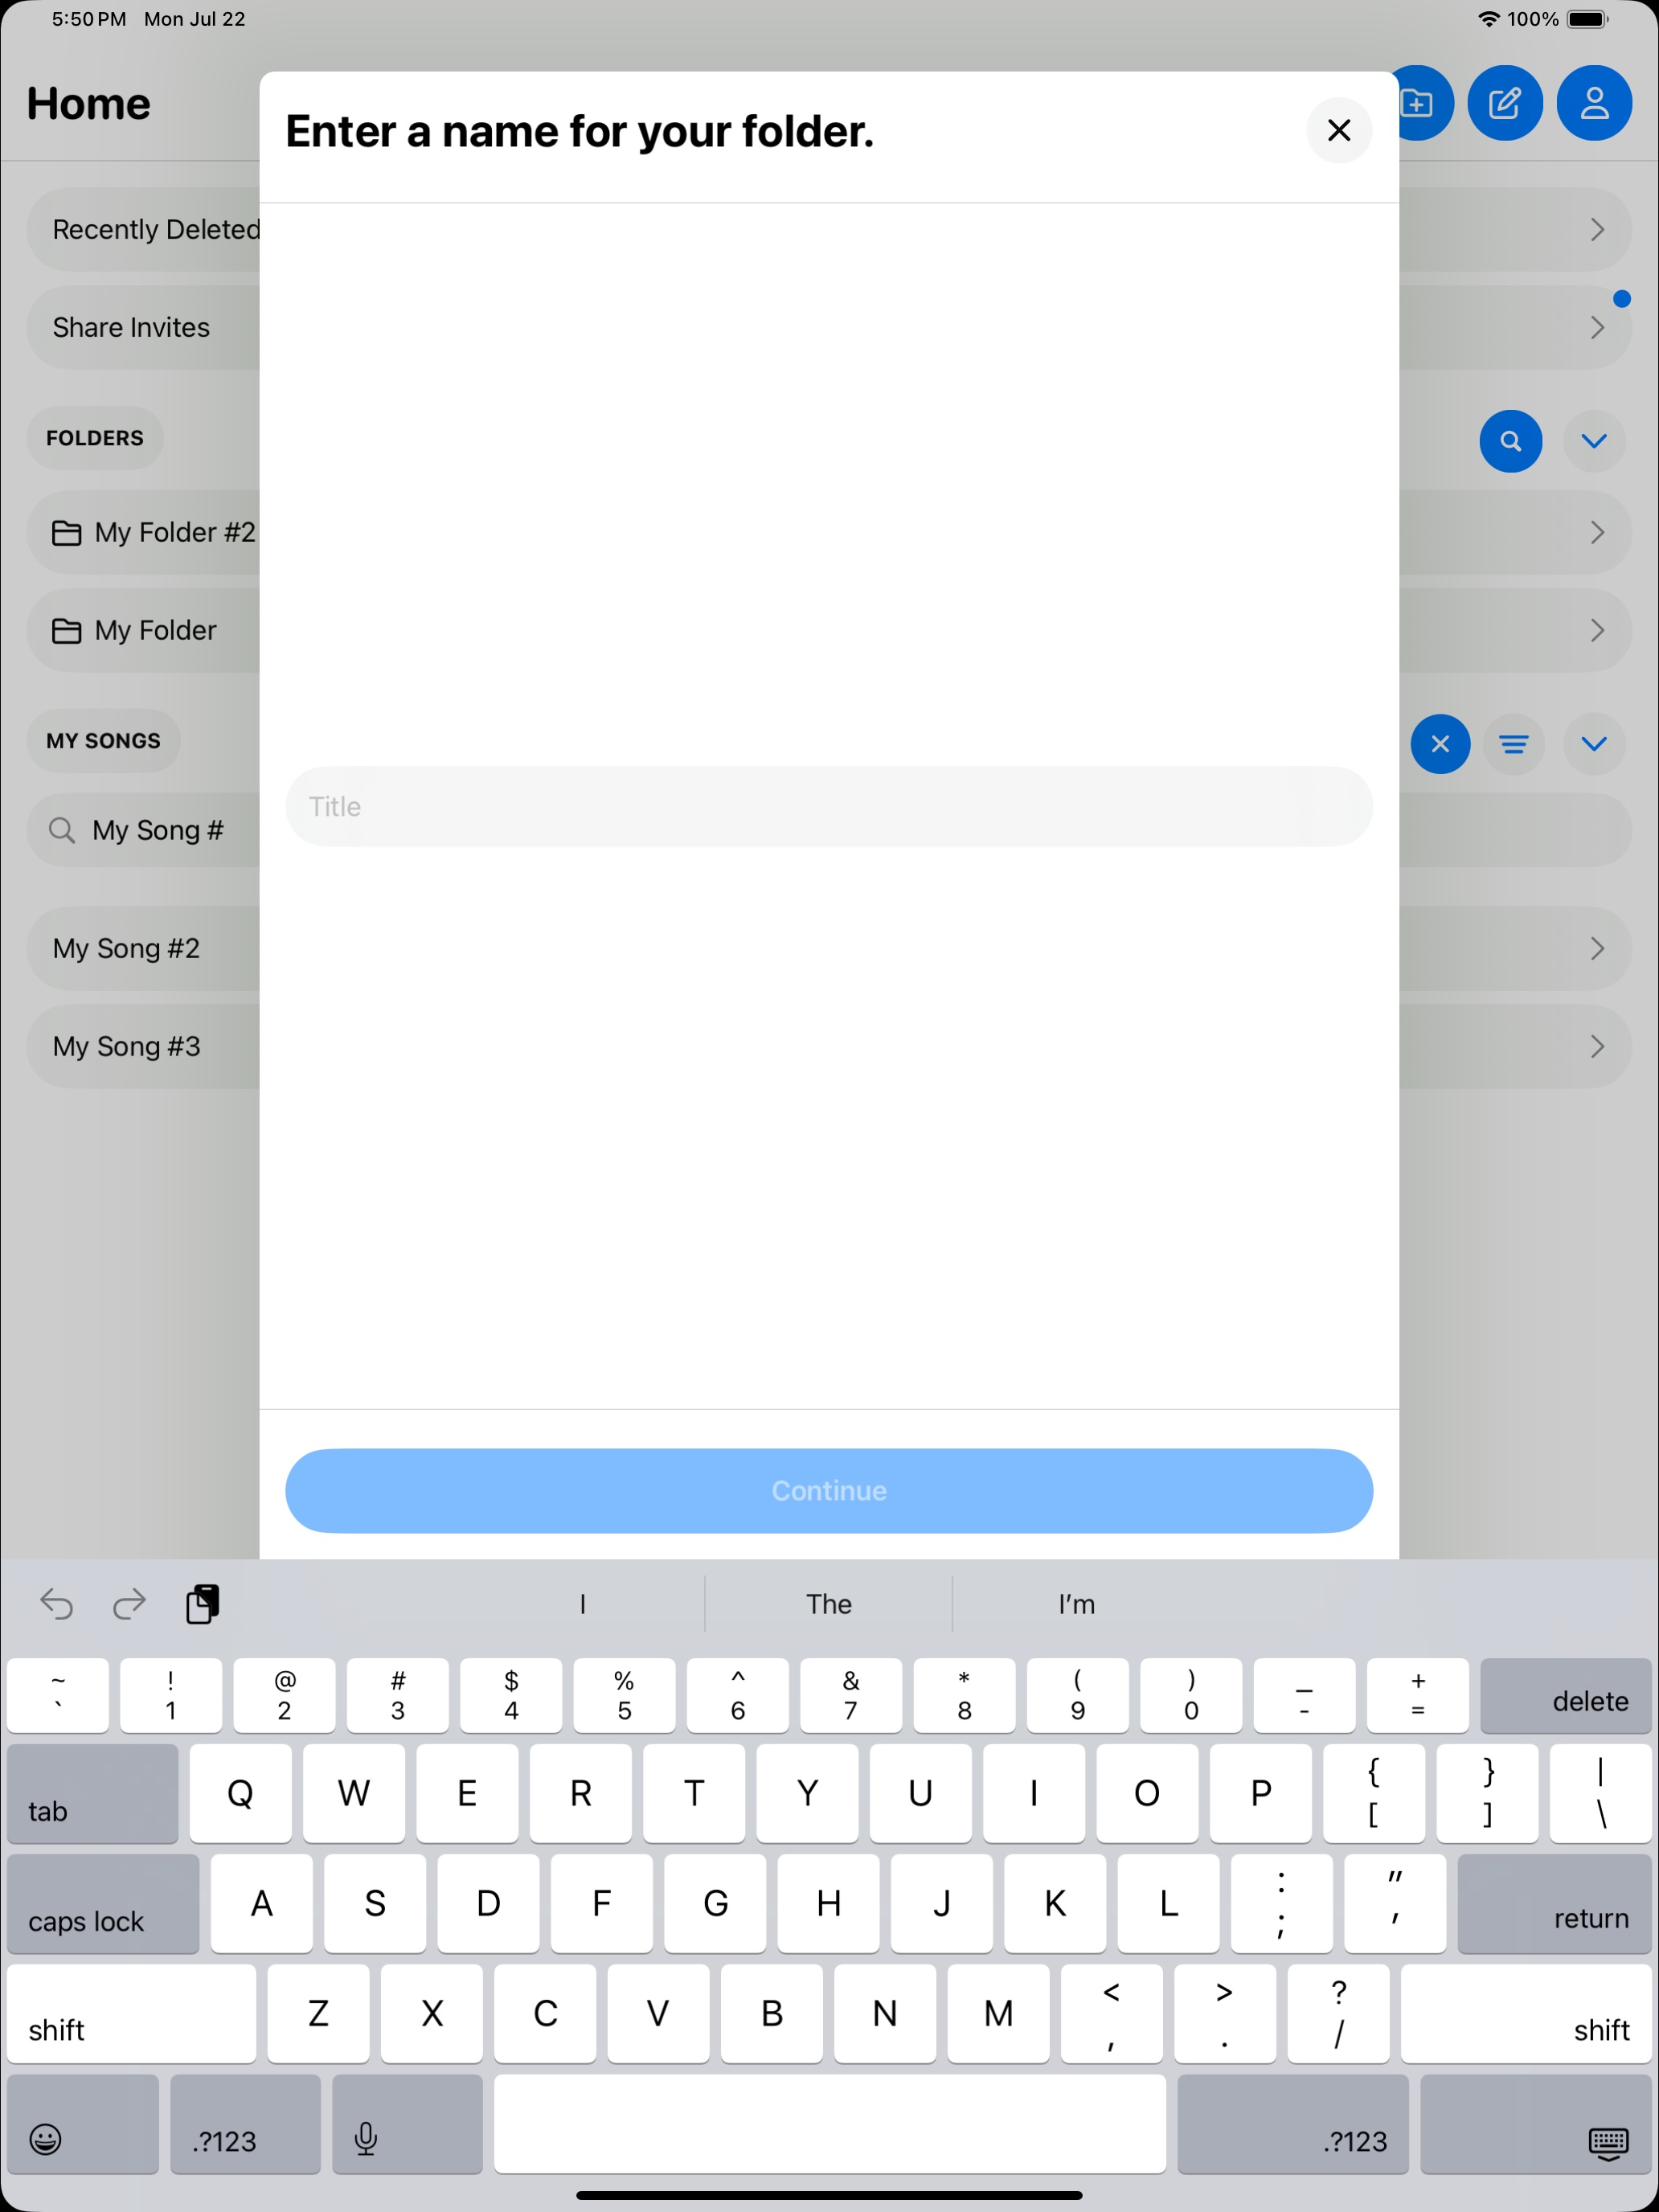 5:50 PM Mon Jul 22
100%
Home
Enter a name for your folder.
Recently Deleted
Share Invites
FOLDERS
My Folder #2
My Folder
MY SONGS
Title
My Song #
My Song #2
My Song #3
Continue
I The I’m
~ ! @ # $ % ^ & * ( ) _ +
` 1 2 3 4 5 6 7 8 9 0 - = delete
tab Q W E R T Y U I O P { [ } ] | \
caps lock A S D F G H J K L : ; " ' return
shift Z X C V B N M < , > . ? / shift
.?123 .?123